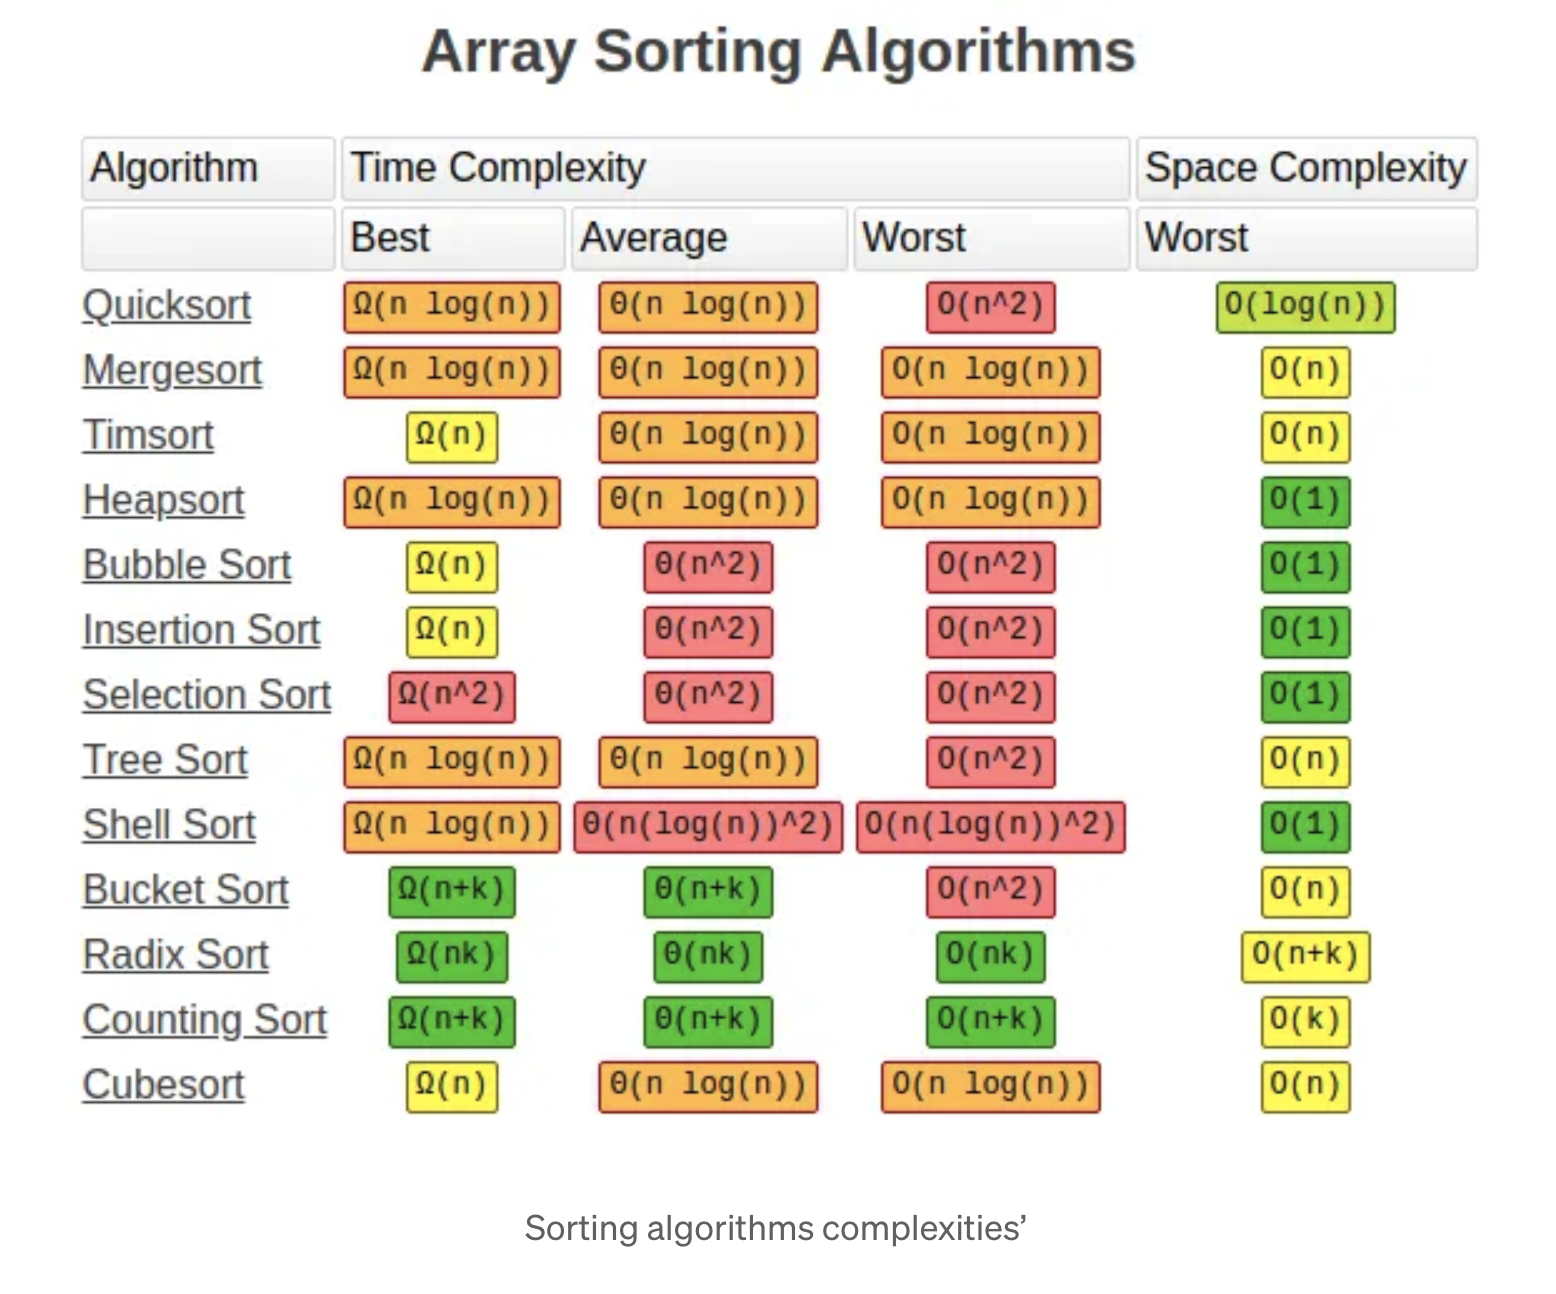 Array Sorting Algorithms
Algorithm Time Complexity Space Complexity
Best Average Worst Worst
Quicksort Ω(n log(n)) Θ(n log(n)) O(n^2) O(log(n))
Mergesort Ω(n log(n)) Θ(n log(n)) O(n log(n)) O(n)
Timsort Ω(n) Θ(n log(n)) O(n log(n)) O(n)
Heapsort Ω(n log(n)) Θ(n log(n)) O(n log(n)) O(1)
Bubble Sort Ω(n) Θ(n^2) O(n^2) O(1)
Insertion Sort Ω(n) Θ(n^2) O(n^2) O(1)
Selection Sort Ω(n^2) Θ(n^2) O(n^2) O(1)
Tree Sort Ω(n log(n)) Θ(n log(n)) O(n^2) O(n)
Shell Sort Ω(n log(n)) Θ(n(log(n))^2) O(n(log(n))^2) O(1)
Bucket Sort Ω(n+k) Θ(n+k) O(n^2) O(n)
Radix Sort Ω(nk) Θ(nk) O(nk) O(n+k)
Counting Sort Ω(n+k) Θ(n+k) O(n+k) O(k)
Cubesort Ω(n) Θ(n log(n)) O(n log(n)) O(n)
Sorting algorithms complexities’